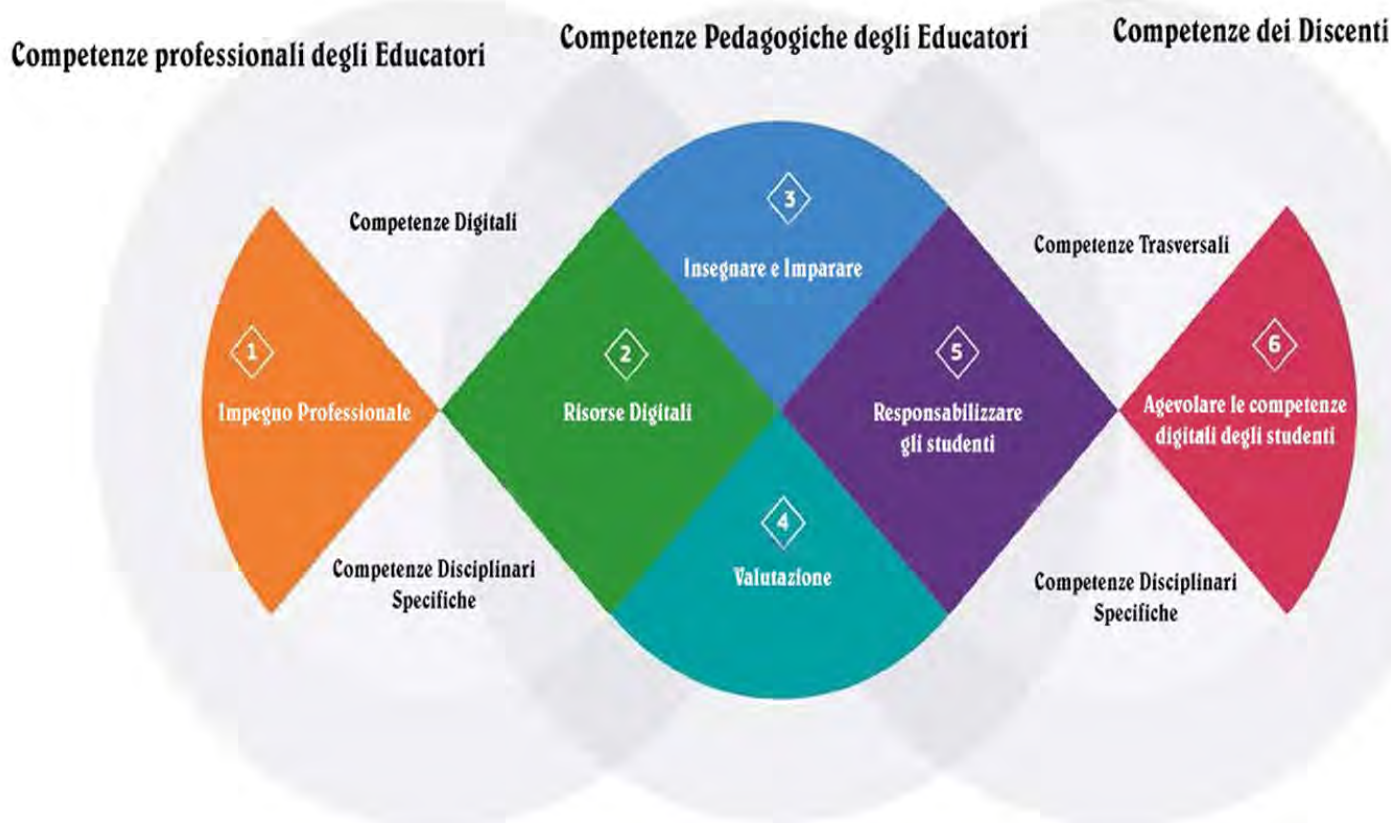 Competenze professionali degli Educatori
Competenze Pedagogiche degli Educatori
Competenze dei Discenti
Competenze Digitali
Competenze Disciplinari
Specifiche
1
Impegno Professionale
2
Risorse Digitali
3
Insegnare e Imparare
4
Valutazione
5
Responsabilizzare
gli studenti
Competenze Trasversali
Competenze Disciplinari
Specifiche
6
Agevolare le competenze
digitali degli studenti